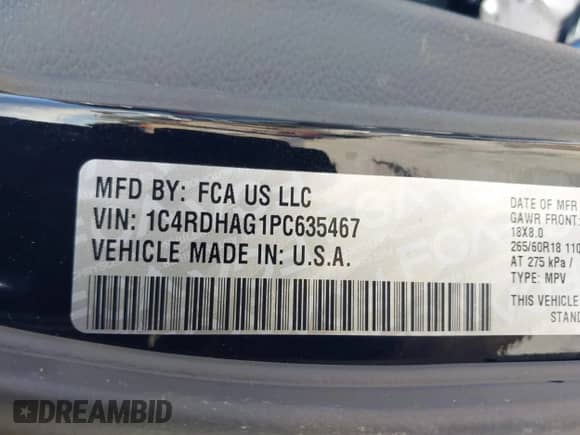 MFD BY: FCA US LLC
VIN: 1C4RDHAG1PC635467
VEHICLE MADE IN: U.S.A.
DATE OF MFR
GAWR FRONT:
18X8.0
265/60R18 110
AT 275 kPa /
TYPE: MPV
THIS VEHICLE
STAND
DREAMBID